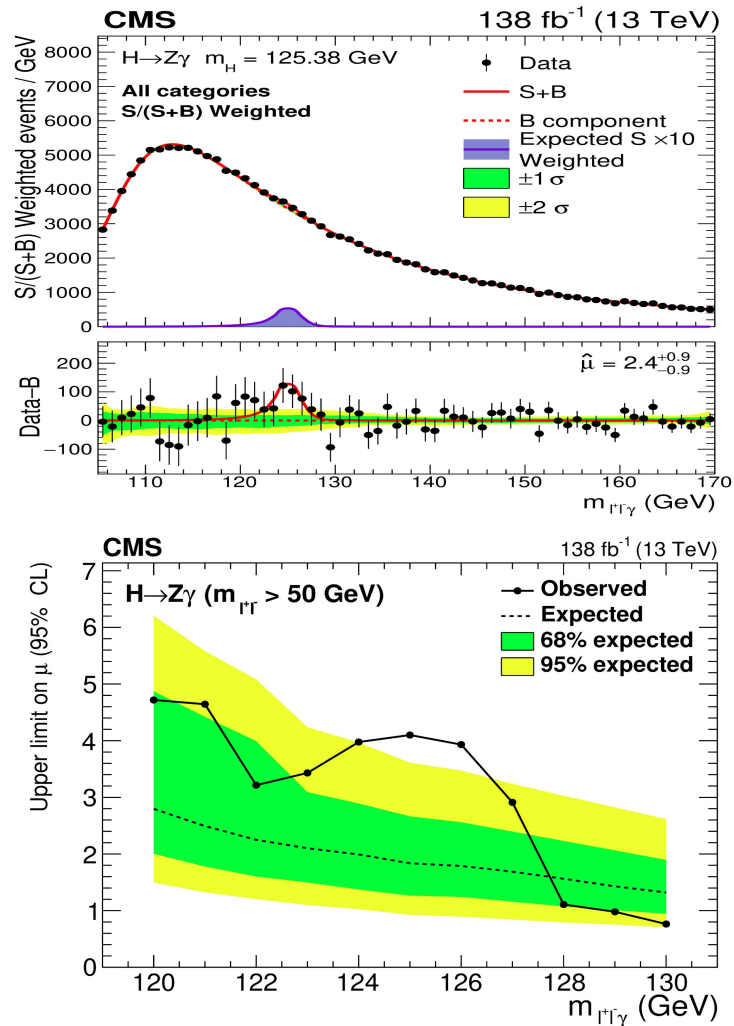 CMS 138 fb⁻¹ (13 TeV)
H→Zγ m_H = 125.38 GeV
All categories
S/(S+B) Weighted
Data
S+B
B component
Expected S ×10
Weighted
±1 σ
±2 σ
S/(S+B) Weighted events / GeV
8000
7000
6000
5000
4000
3000
2000
1000
0
μ̂ = 2.4 +0.9 −0.9
Data−B
200
100
0
−100
110 120 130 140 150 160 170
m_l⁺l⁻γ (GeV)
CMS 138 fb⁻¹ (13 TeV)
H→Zγ (m_l⁺l⁻ > 50 GeV)
Observed
Expected
68% expected
95% expected
Upper limit on μ (95% CL)
7
6
5
4
3
2
1
0
120 122 124 126 128 130
m_l⁺l⁻γ (GeV)